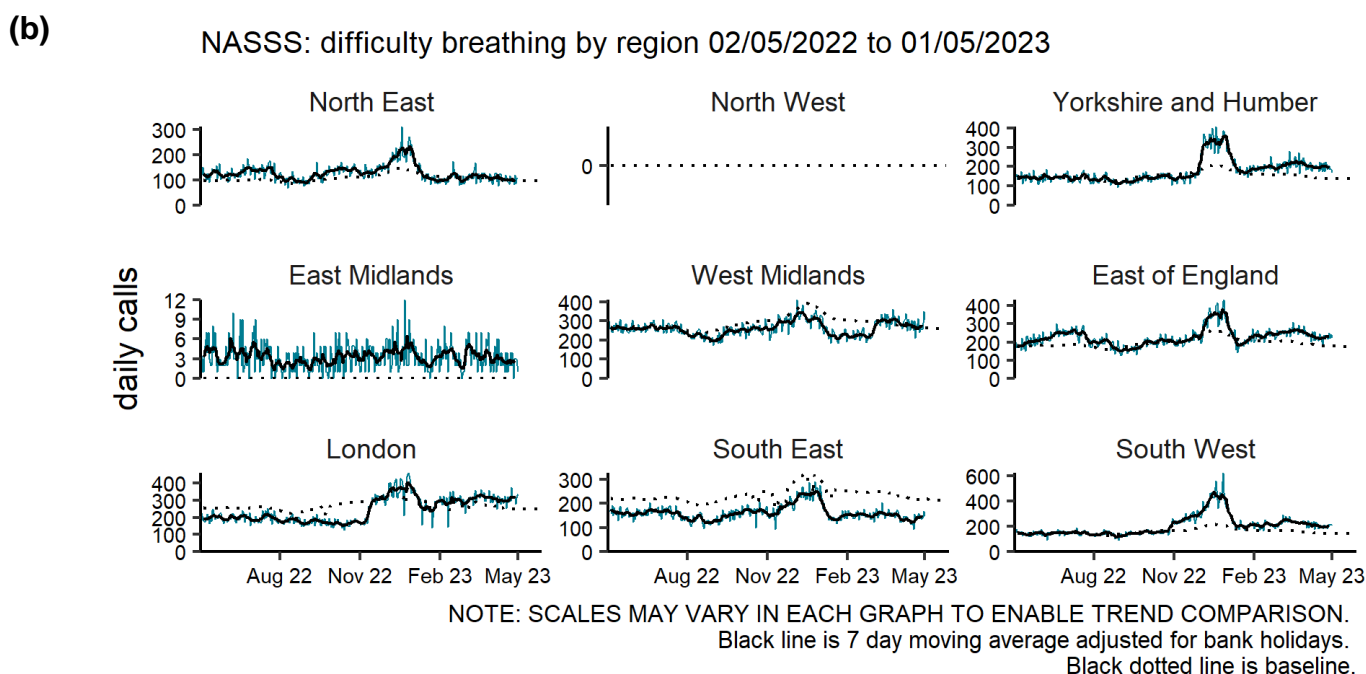 (b)
NASSS: difficulty breathing by region 02/05/2022 to 01/05/2023
daily calls
North East
300
200
100
0
North West
0
Yorkshire and Humber
400
300
200
100
0
East Midlands
12
9
6
3
0
West Midlands
400
300
200
100
0
East of England
400
300
200
100
0
London
400
300
200
100
0
Aug 22 Nov 22 Feb 23 May 23
South East
300
200
100
0
Aug 22 Nov 22 Feb 23 May 23
South West
600
400
200
0
Aug 22 Nov 22 Feb 23 May 23
NOTE: SCALES MAY VARY IN EACH GRAPH TO ENABLE TREND COMPARISON.
Black line is 7 day moving average adjusted for bank holidays.
Black dotted line is baseline.